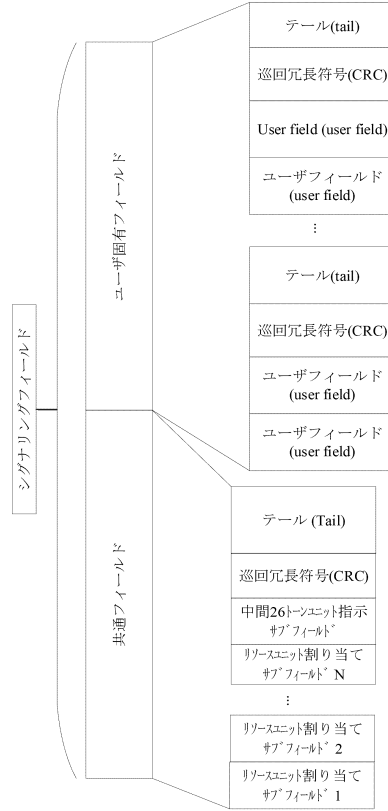 シグナリングフィールド
ユーザ固有フィールド
共通フィールド
テール(tail)
巡回冗長符号(CRC)
User field (user field)
ユーザフィールド
(user field)
⋮
テール(tail)
巡回冗長符号(CRC)
ユーザフィールド
(user field)
ユーザフィールド
(user field)
テール(Tail)
巡回冗長符号(CRC)
中間26トーンユニット指示
サブフィールド
リソースユニット割り当て
サブフィールド N
⋮
リソースユニット割り当て
サブフィールド 2
リソースユニット割り当て
サブフィールド 1